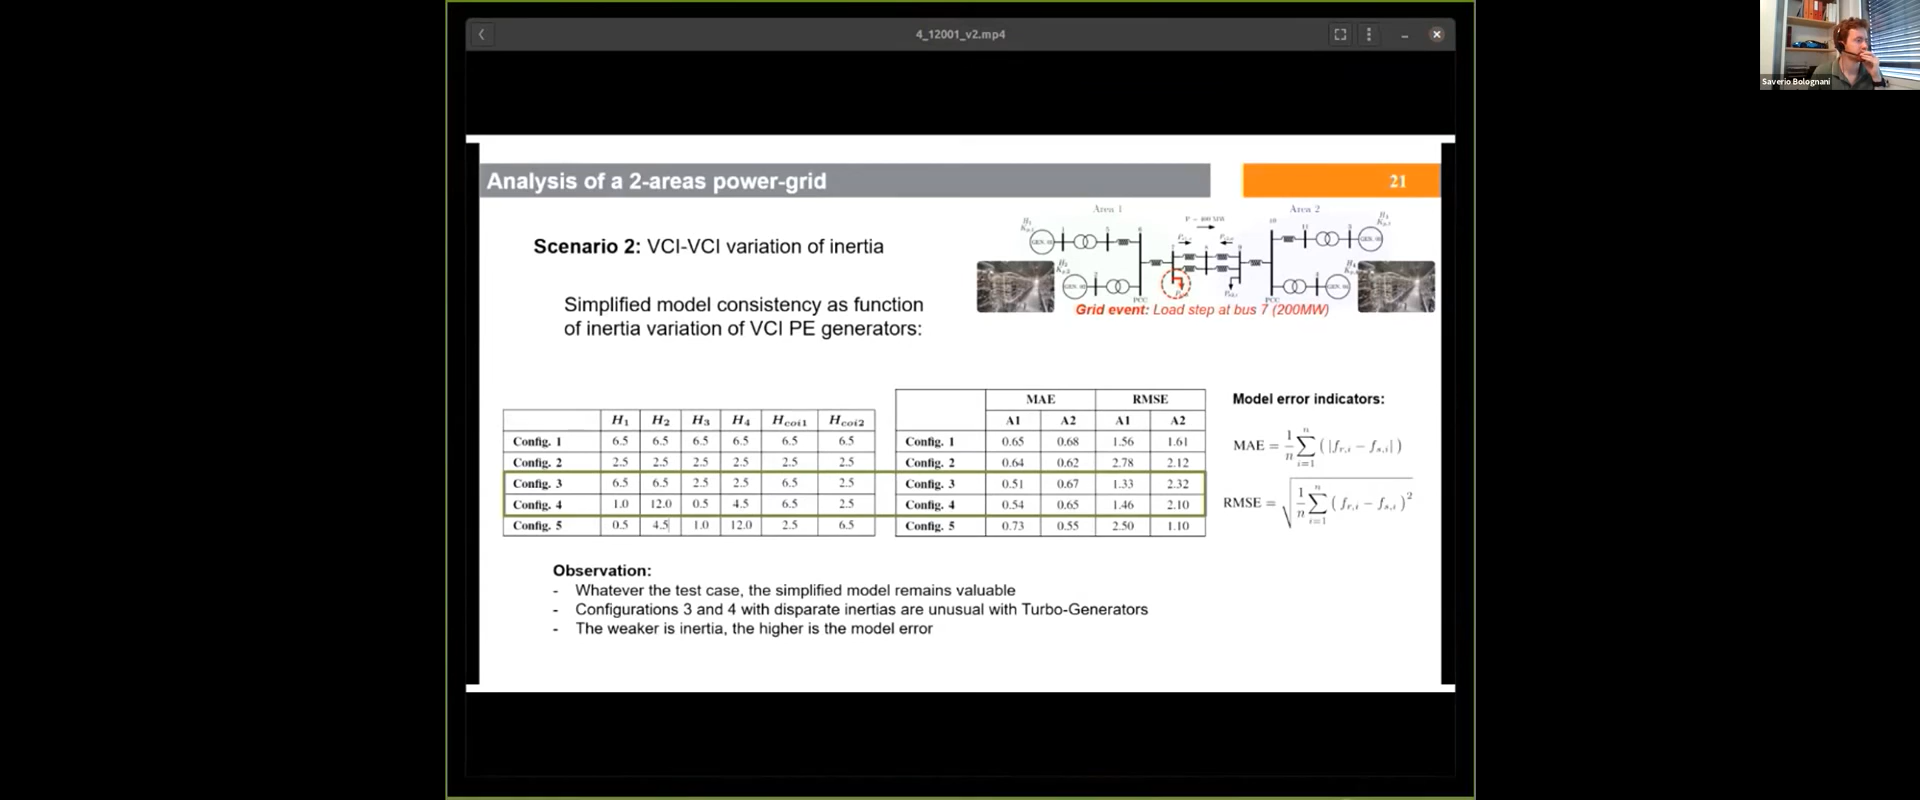 4_12001_v2.mp4
Saverio Bolognani
Analysis of a 2-areas power-grid
21
Scenario 2: VCI-VCI variation of inertia
Simplified model consistency as function
of inertia variation of VCI PE generators:
Area 1
Area 2
Grid event: Load step at bus 7 (200MW)
H1 H2 H3 H4 Hcoi1 Hcoi2
Config. 1 6.5 6.5 6.5 6.5 6.5 6.5
Config. 2 2.5 2.5 2.5 2.5 2.5 2.5
Config. 3 6.5 6.5 2.5 2.5 6.5 2.5
Config. 4 1.0 12.0 0.5 4.5 6.5 2.5
Config. 5 0.5 4.5 1.0 12.0 2.5 6.5
MAE RMSE
A1 A2 A1 A2
Config. 1 0.65 0.68 1.56 1.61
Config. 2 0.64 0.62 2.78 2.12
Config. 3 0.51 0.67 1.33 2.32
Config. 4 0.54 0.65 1.46 2.10
Config. 5 0.73 0.55 2.50 1.10
Model error indicators:
MAE = 1/n ∑ i=1 n ( |fr,i − fs,i| )
RMSE = √ 1/n ∑ i=1 n ( fr,i − fs,i )2
Observation:
- Whatever the test case, the simplified model remains valuable
- Configurations 3 and 4 with disparate inertias are unusual with Turbo-Generators
- The weaker is inertia, the higher is the model error